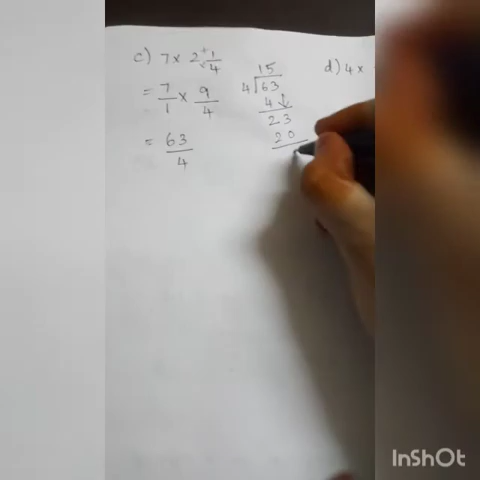 c) 7 × 2 1/4
= 7/1 × 9/4
= 63/4
15
4 √63
4 ↓
23
20
d) 4 ×
InShOt